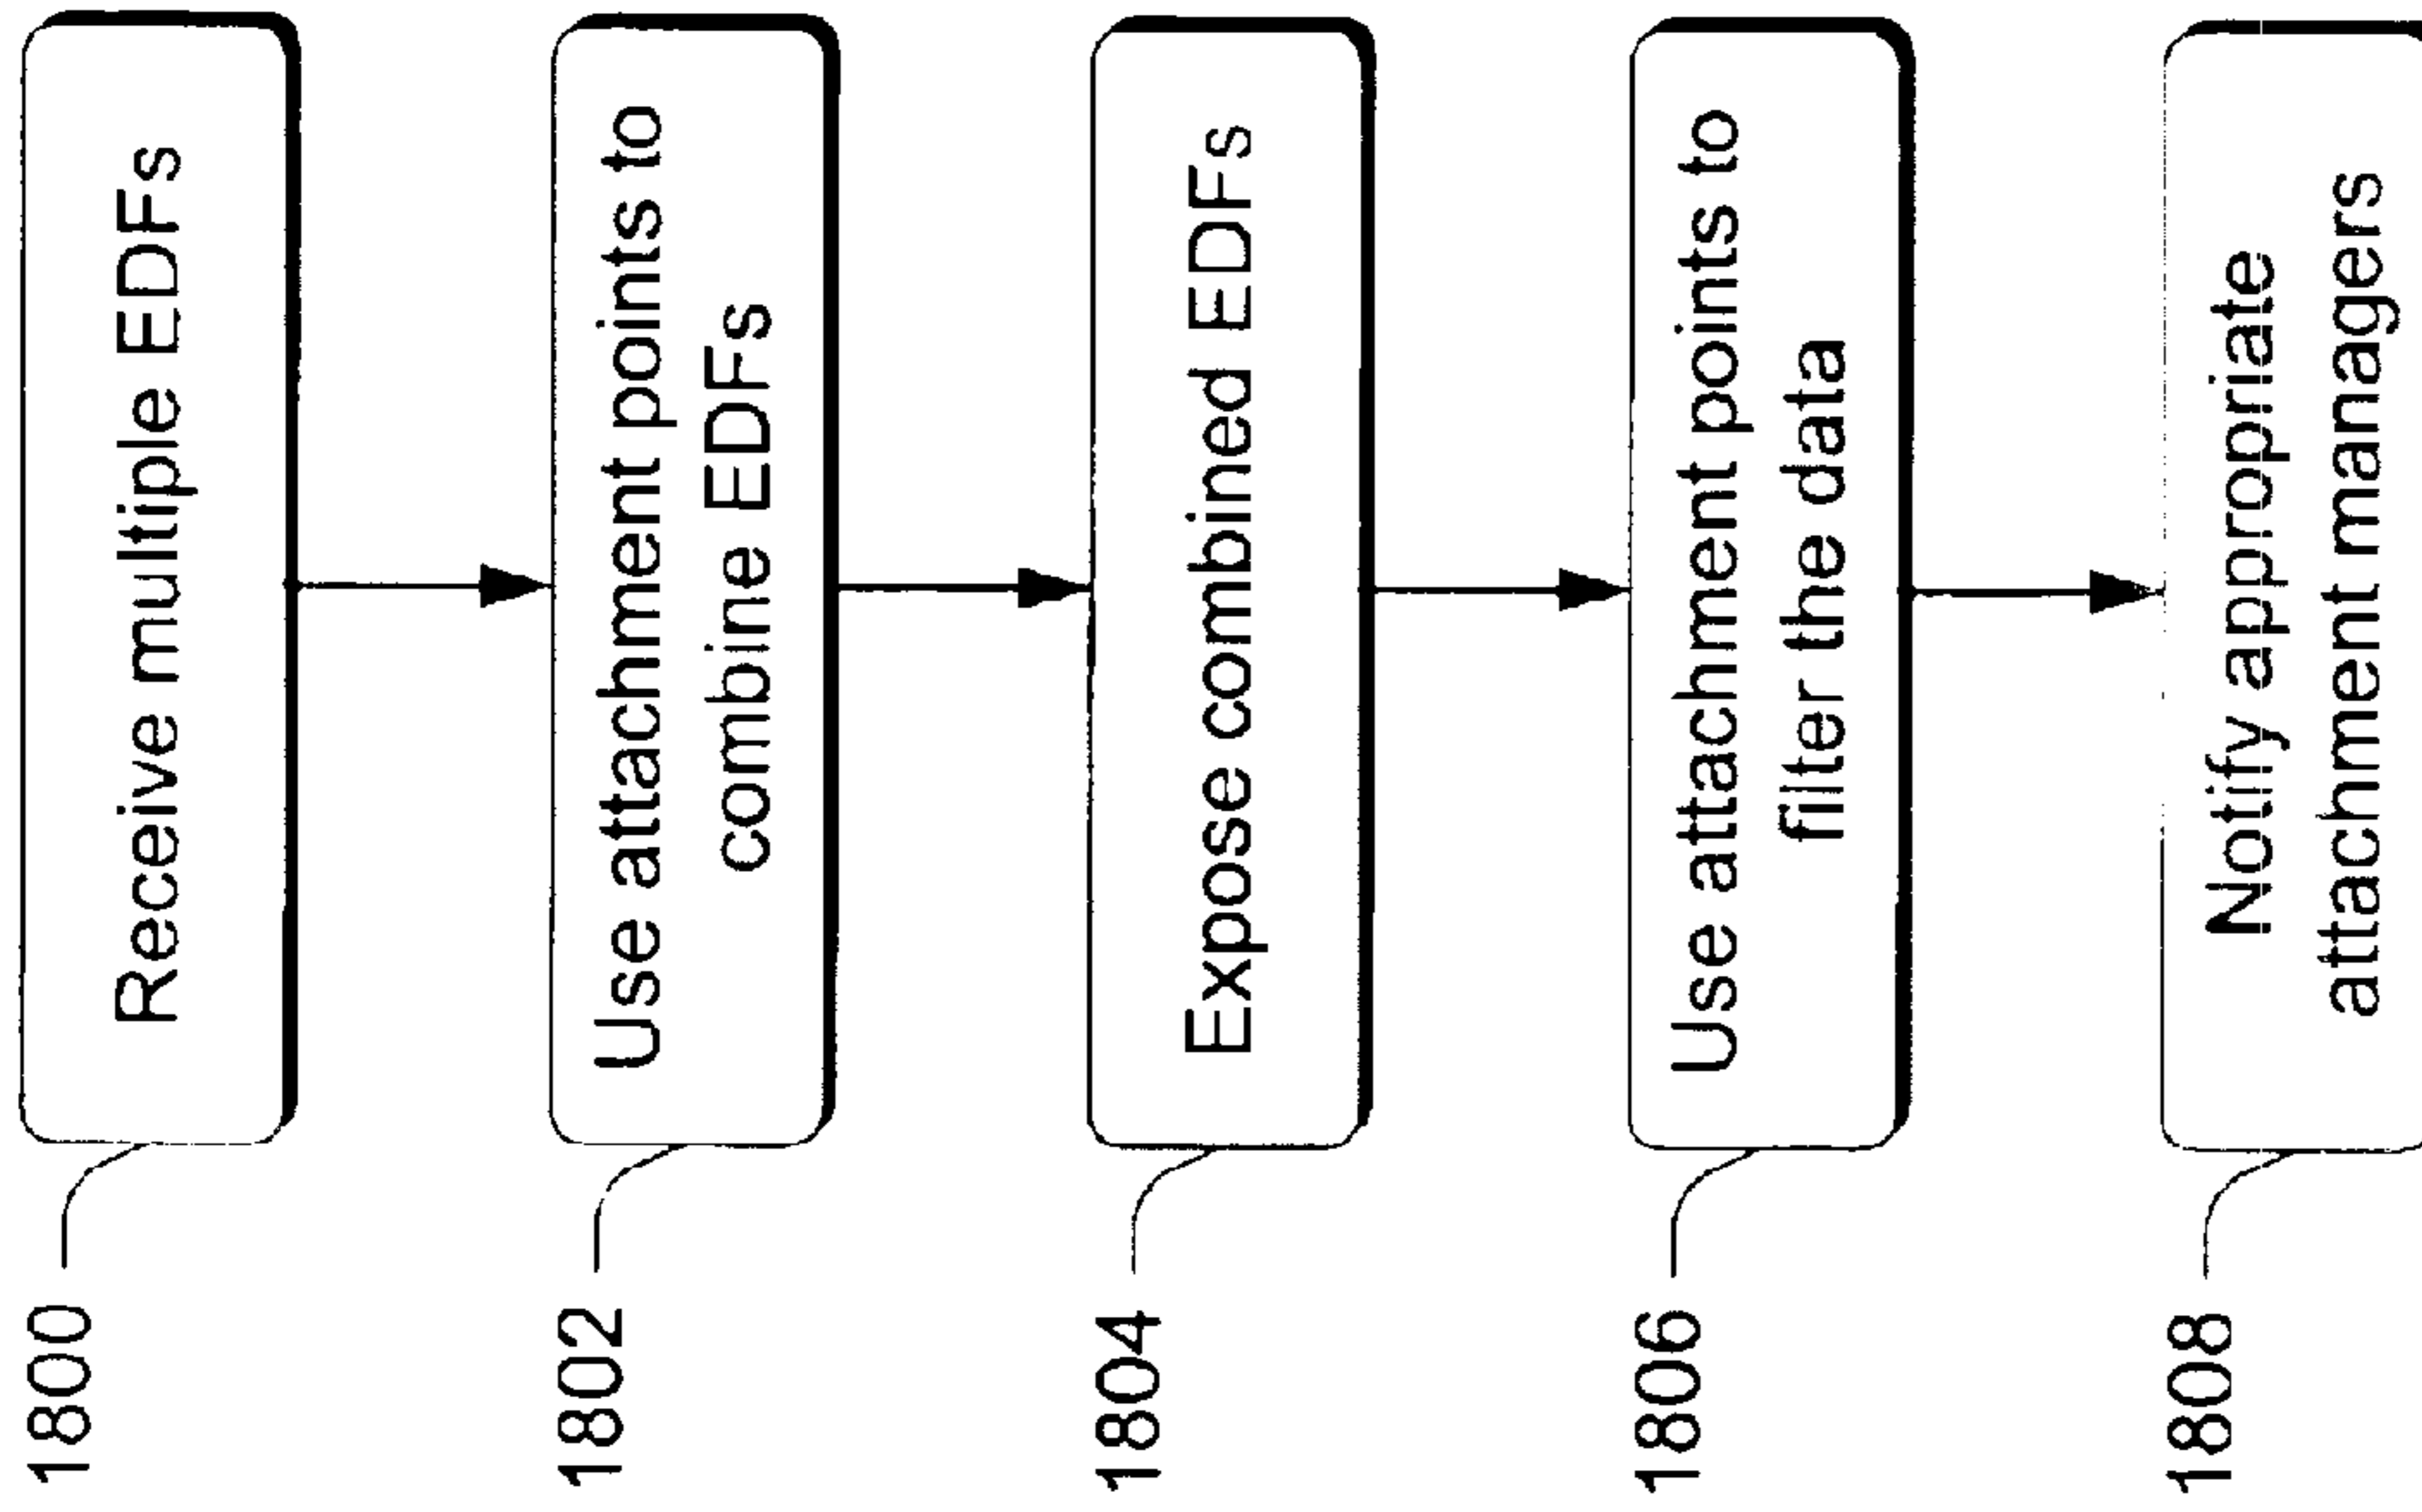 1800
Receive multiple EDFs
1802
Use attachment points to
combine EDFs
1804
Expose combined EDFs
1806
Use attachment points to
filter the data
1808
Notify appropriate
attachment managers